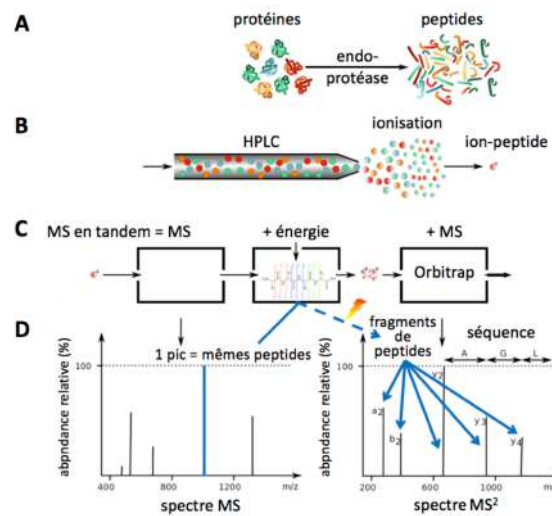 A
protéines
peptides
endo-
protéase
B
HPLC
ionisation
ion-peptide
C
MS en tandem = MS
+ énergie
+ MS
Orbitrap
D
abpndance relative (%)
100
1 pic = mêmes peptides
400
800
1200
m/z
spectre MS
fragments
de
peptides
séquence
abpndance relative (%)
100
A
G
L
a2
b2
y2
y3
y4
200
600
1000
m
spectre MS²